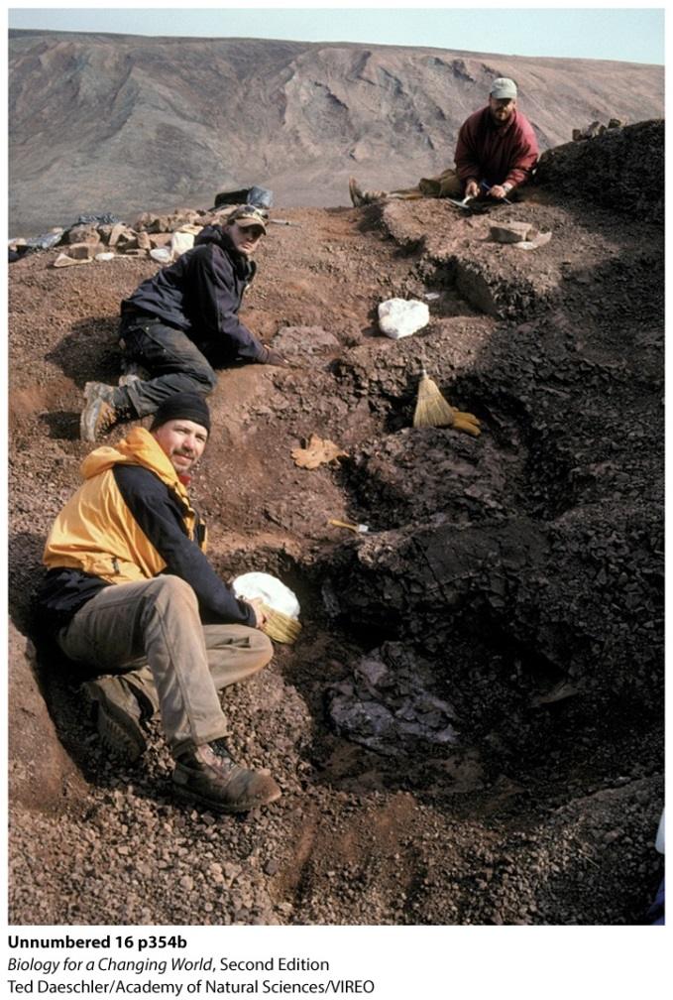 Unnumbered 16 p354b
Biology for a Changing World, Second Edition
Ted Daeschler/Academy of Natural Sciences/VIREO